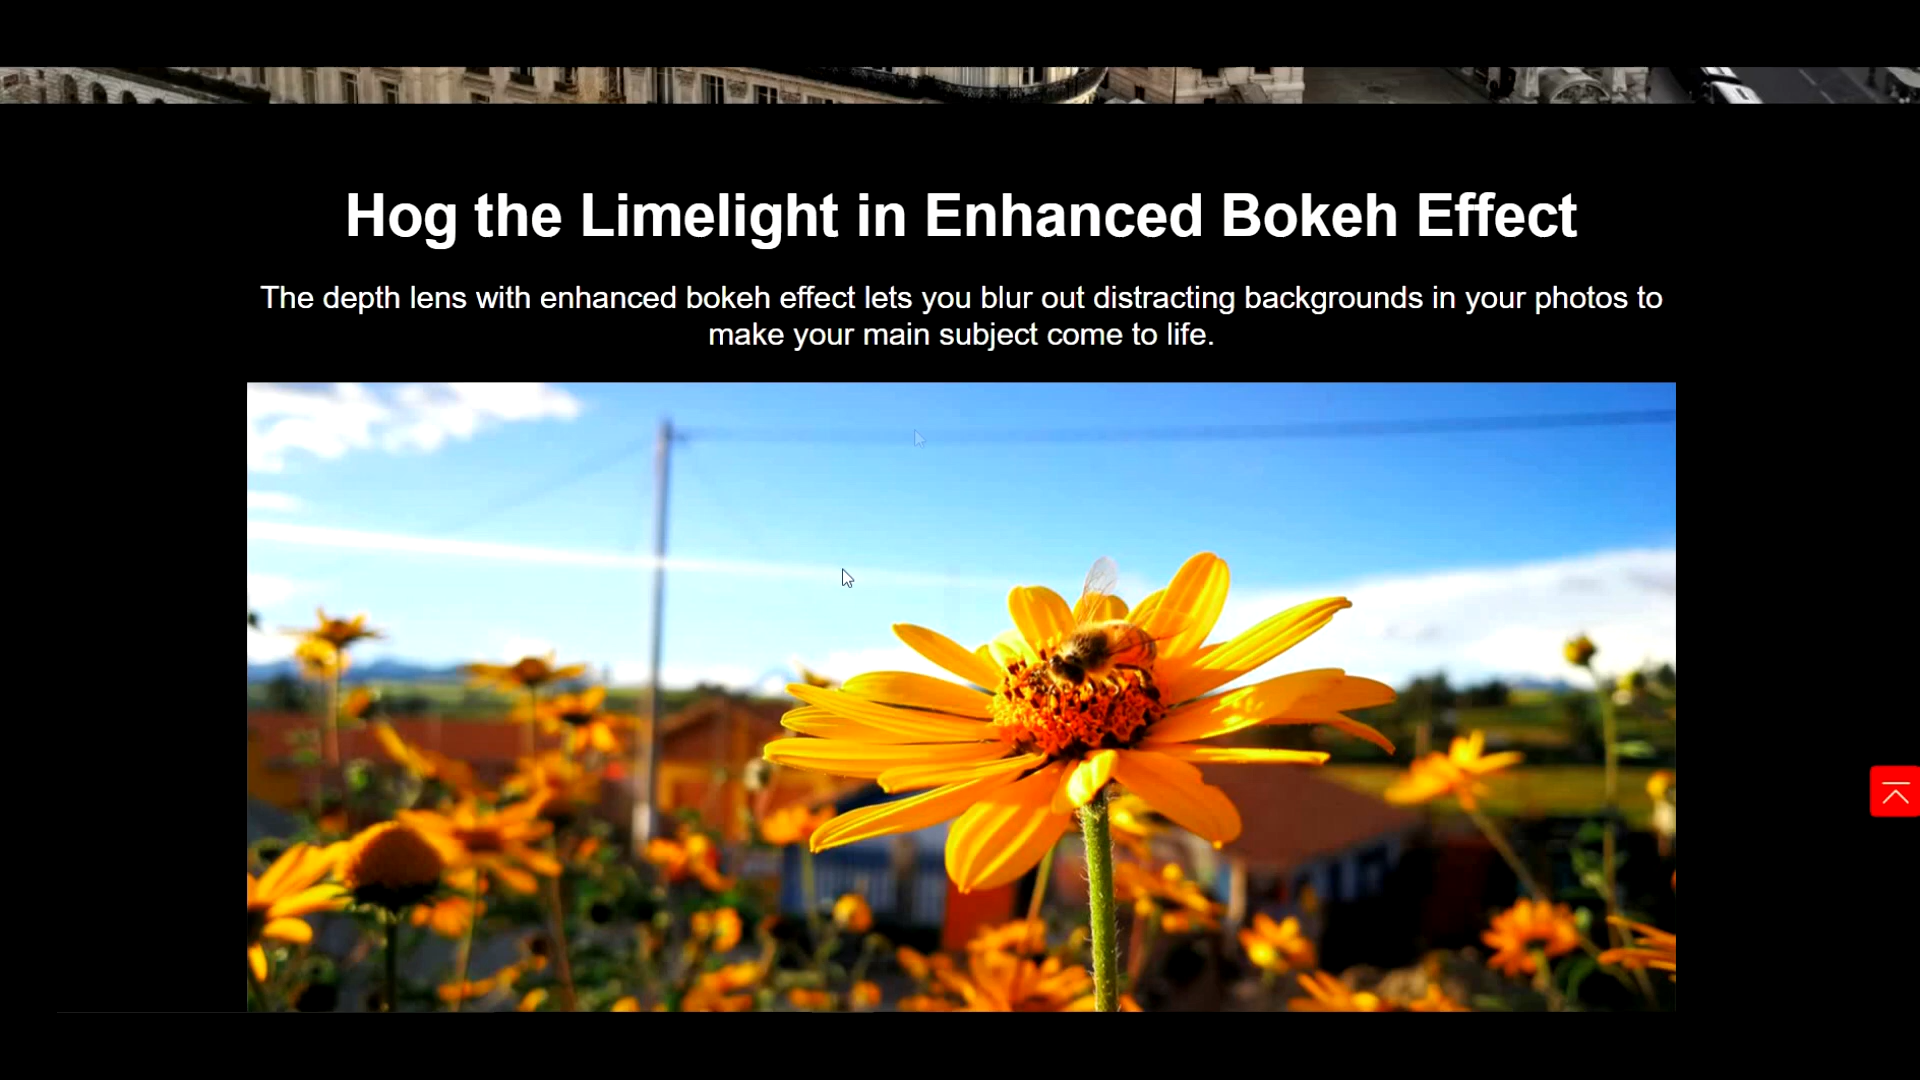 Hog the Limelight in Enhanced Bokeh Effect
The depth lens with enhanced bokeh effect lets you blur out distracting backgrounds in your photos to
make your main subject come to life.